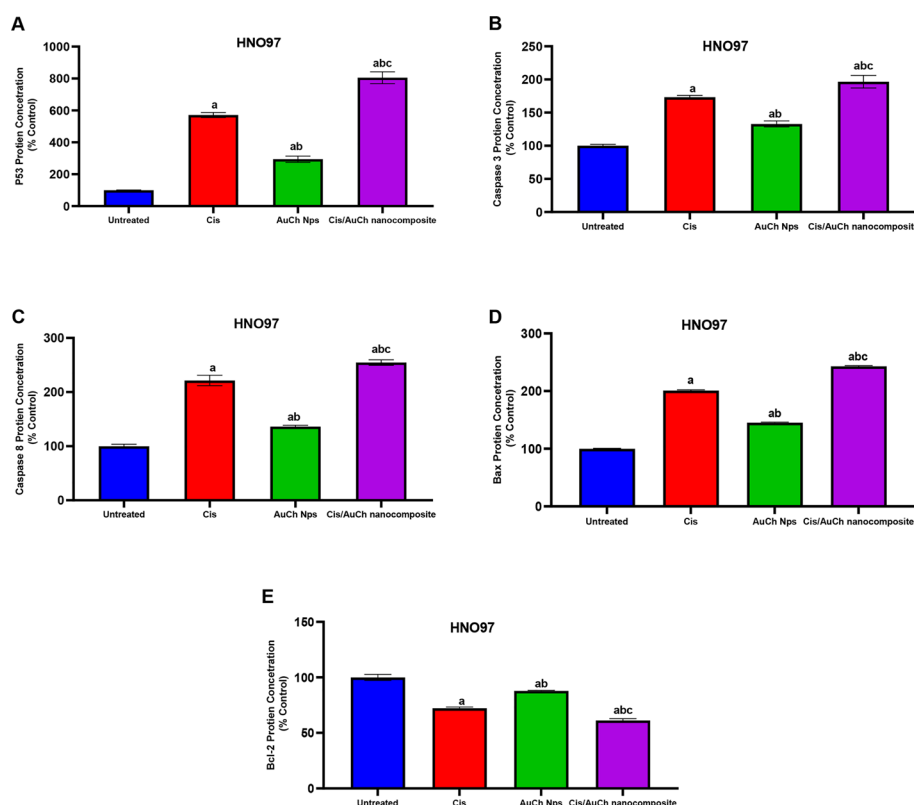 A
HNO97
P53 Protien Concetration
(% Control)
1000
800
600
400
200
0
a
ab
abc
Untreated
Cis
AuCh Nps
Cis/AuCh nanocomposite
B
HNO97
Caspase 3 Protien Concetration
(% Control)
250
200
150
100
50
0
a
ab
abc
Untreated
Cis
AuCh NPs
Cis/AuCh nanocomposite
C
HNO97
Caspase 8 Protien Concetration
(% Control)
300
200
100
0
a
ab
abc
Untreated
Cis
AuCh Nps
Cis/AuCh nanocomposite
D
HNO97
Bax Protien Concetration
(% Control)
300
200
100
0
a
ab
abc
Untreated
Cis
AuCh Nps
Cis/AuCh nanocomposite
E
HNO97
Bcl-2 Protien Concetration
(% Control)
150
100
50
0
a
ab
abc
Untreated
Cis
AuCh Nps
Cis/AuCh nanocomposite